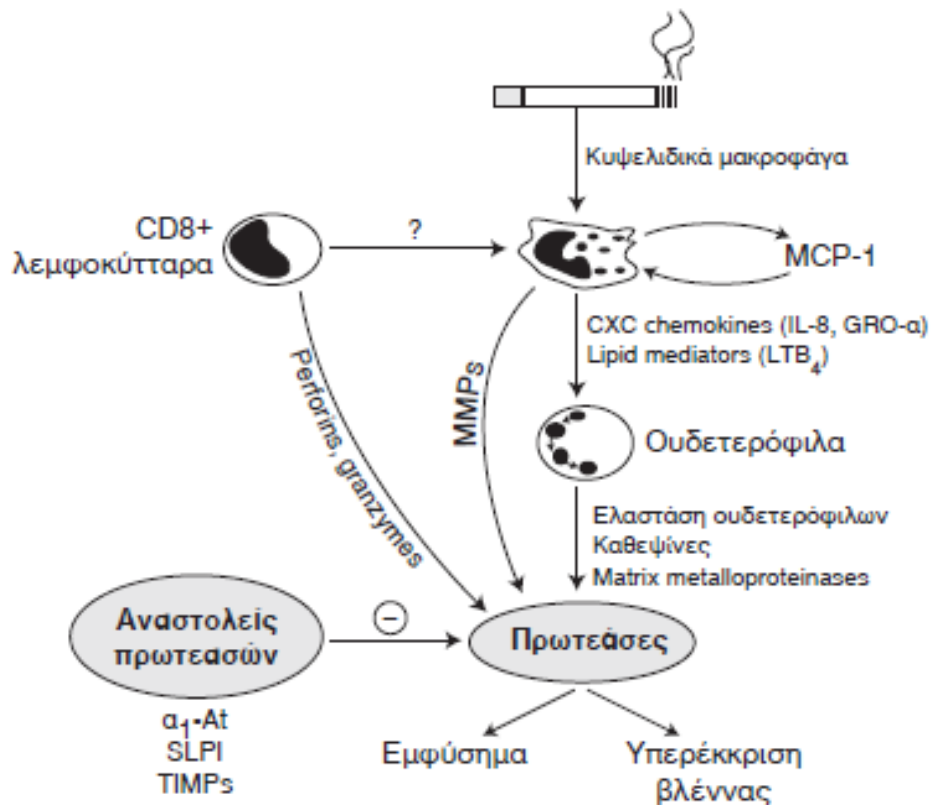 Κυψελιδικά μακροφάγα
CD8+
λεμφοκύτταρα
?
MCP-1
CXC chemokines (IL-8, GRO-α)
Lipid mediators (LTB4)
Perforins, granzymes
MMPs
Ουδετερόφιλα
Ελαστάση ουδετερόφιλων
Καθεψίνες
Matrix metalloproteinases
Αναστολείς
πρωτεασών
−
Πρωτεάσες
α1-At
SLPI
TIMPs
Εμφύσημα
Υπερέκκριση
βλέννας